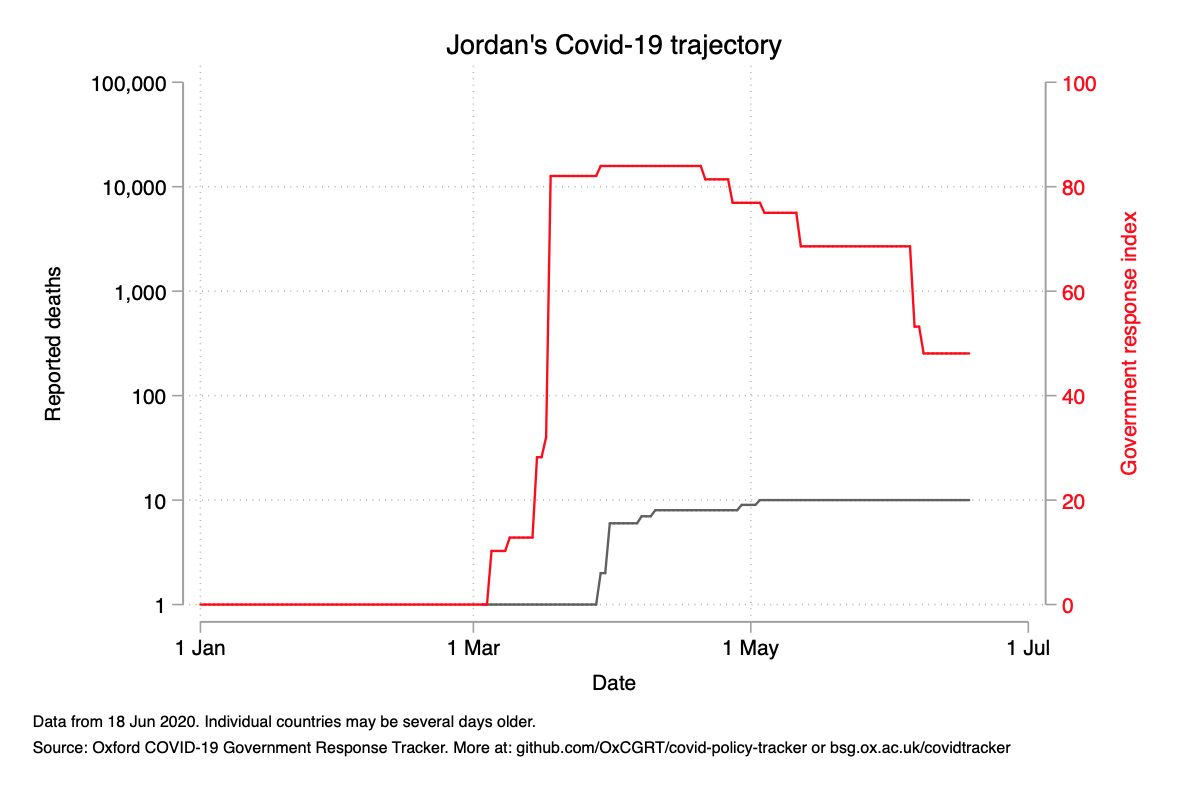 Jordan's Covid-19 trajectory
100,000
10,000
1,000
100
10
1
Reported deaths
100
80
60
40
20
0
Government response index
1 Jan
1 Mar
1 May
1 Jul
Date
Data from 18 Jun 2020. Individual countries may be several days older.
Source: Oxford COVID-19 Government Response Tracker. More at: github.com/OxCGRT/covid-policy-tracker or bsg.ox.ac.uk/covidtracker